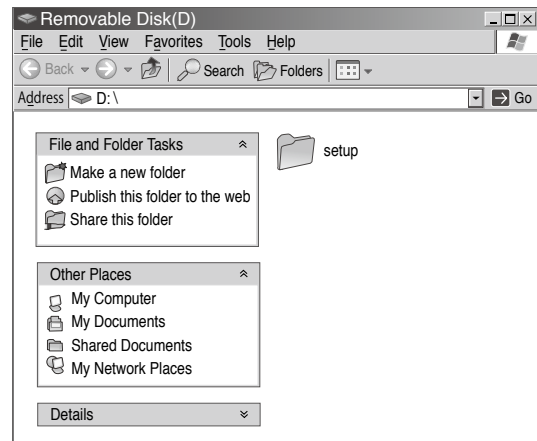 Removable Disk(D)
File Edit View Favorites Tools Help
Back Search Folders
Address D:\ Go
File and Folder Tasks
Make a new folder
Publish this folder to the web
Share this folder
Other Places
My Computer
My Documents
Shared Documents
My Network Places
Details
setup